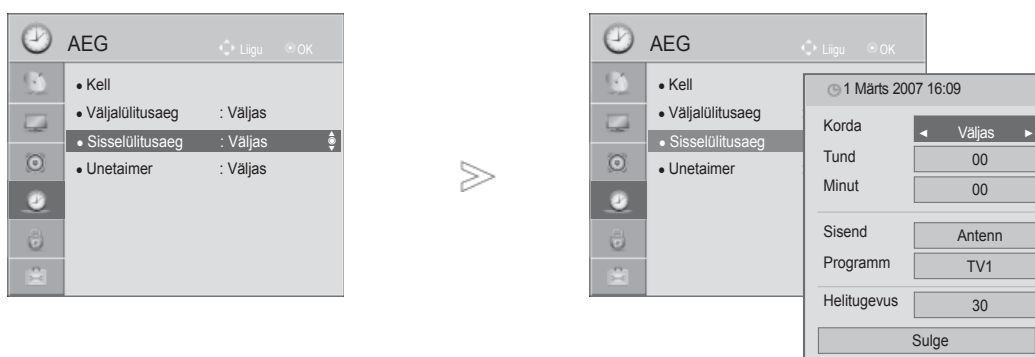 AEG
Liigu OK
• Kell
• Väljalülitusaeg : Väljas
• Sisselülitusaeg : Väljas
• Unetaimer : Väljas
AEG
Liigu OK
• Kell
• Väljalülitusaeg
• Sisselülitusaeg
• Unetaimer
1 Märts 2007 16:09
Korda ◄ Väljas ►
Tund 00
Minut 00
Sisend Antenn
Programm TV1
Helitugevus 30
Sulge